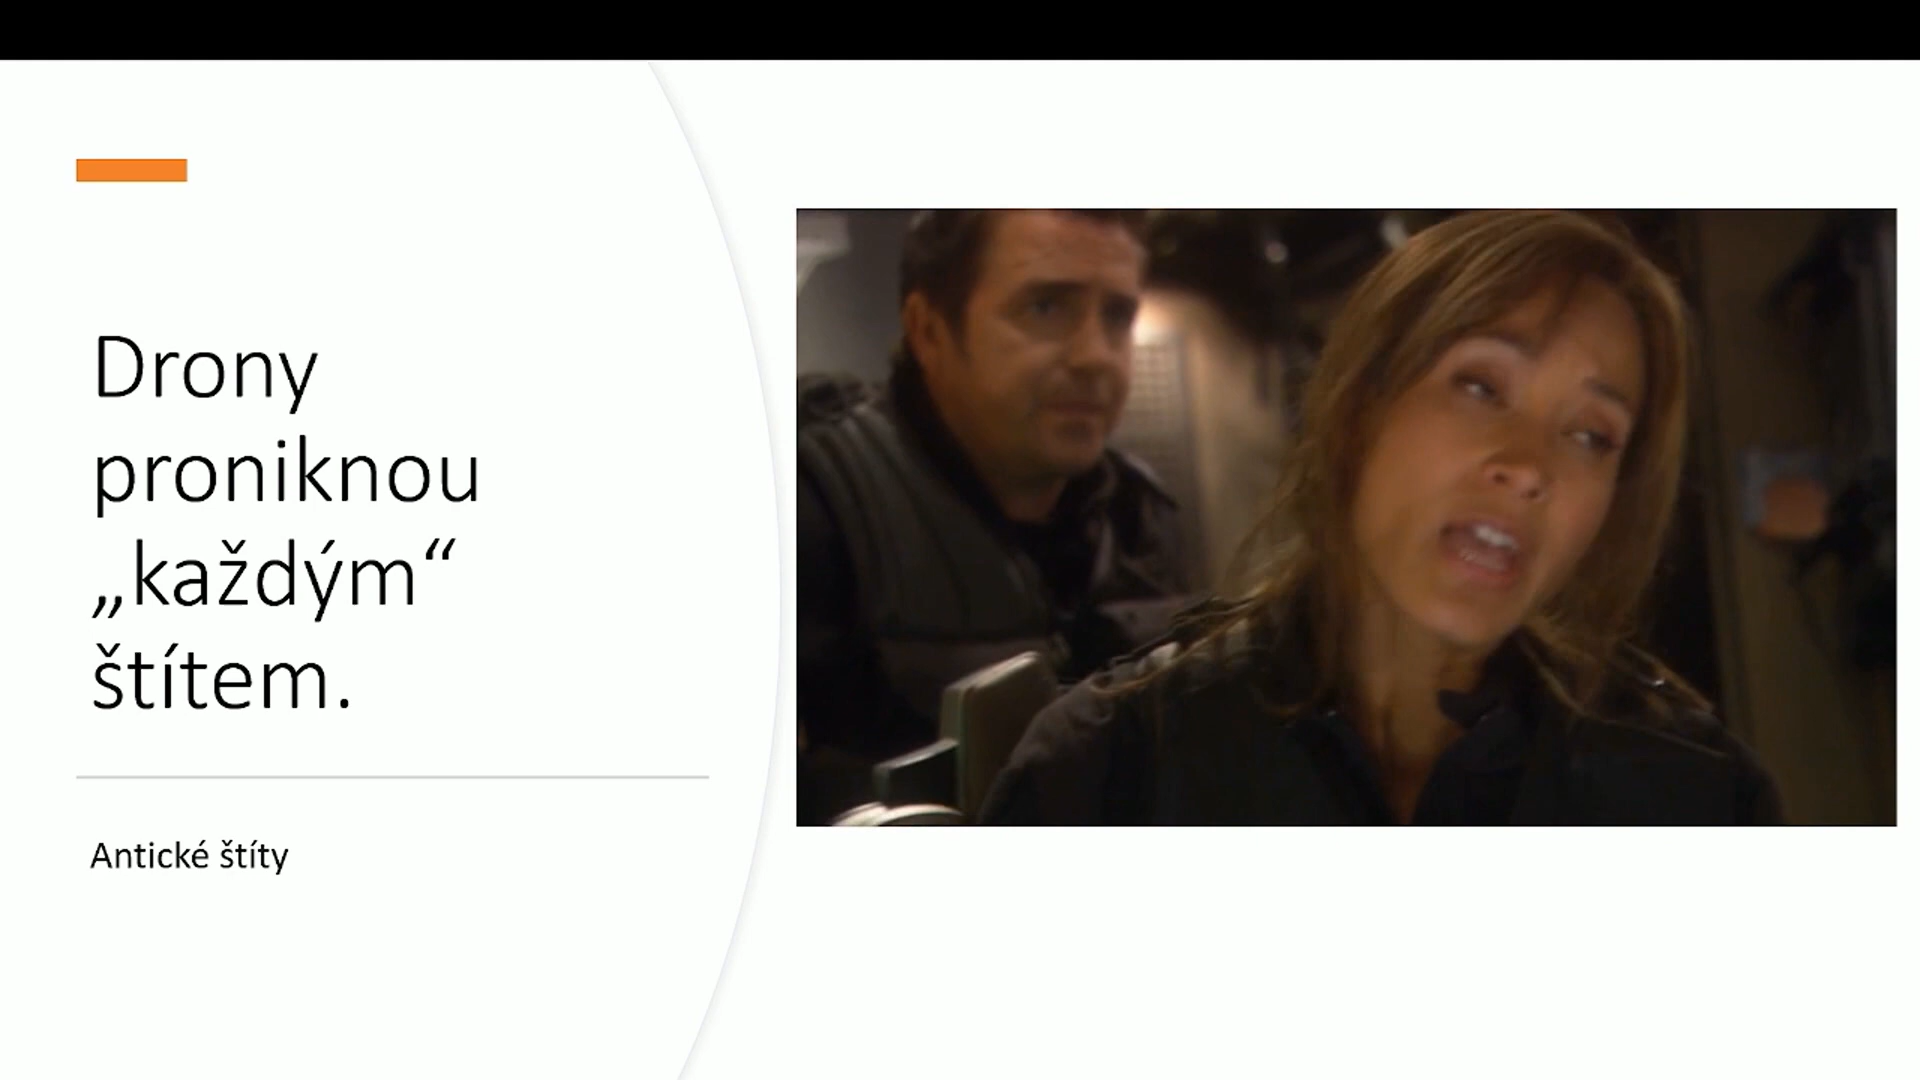 Drony
proniknou
„každým“
štítem.
Antické štíty